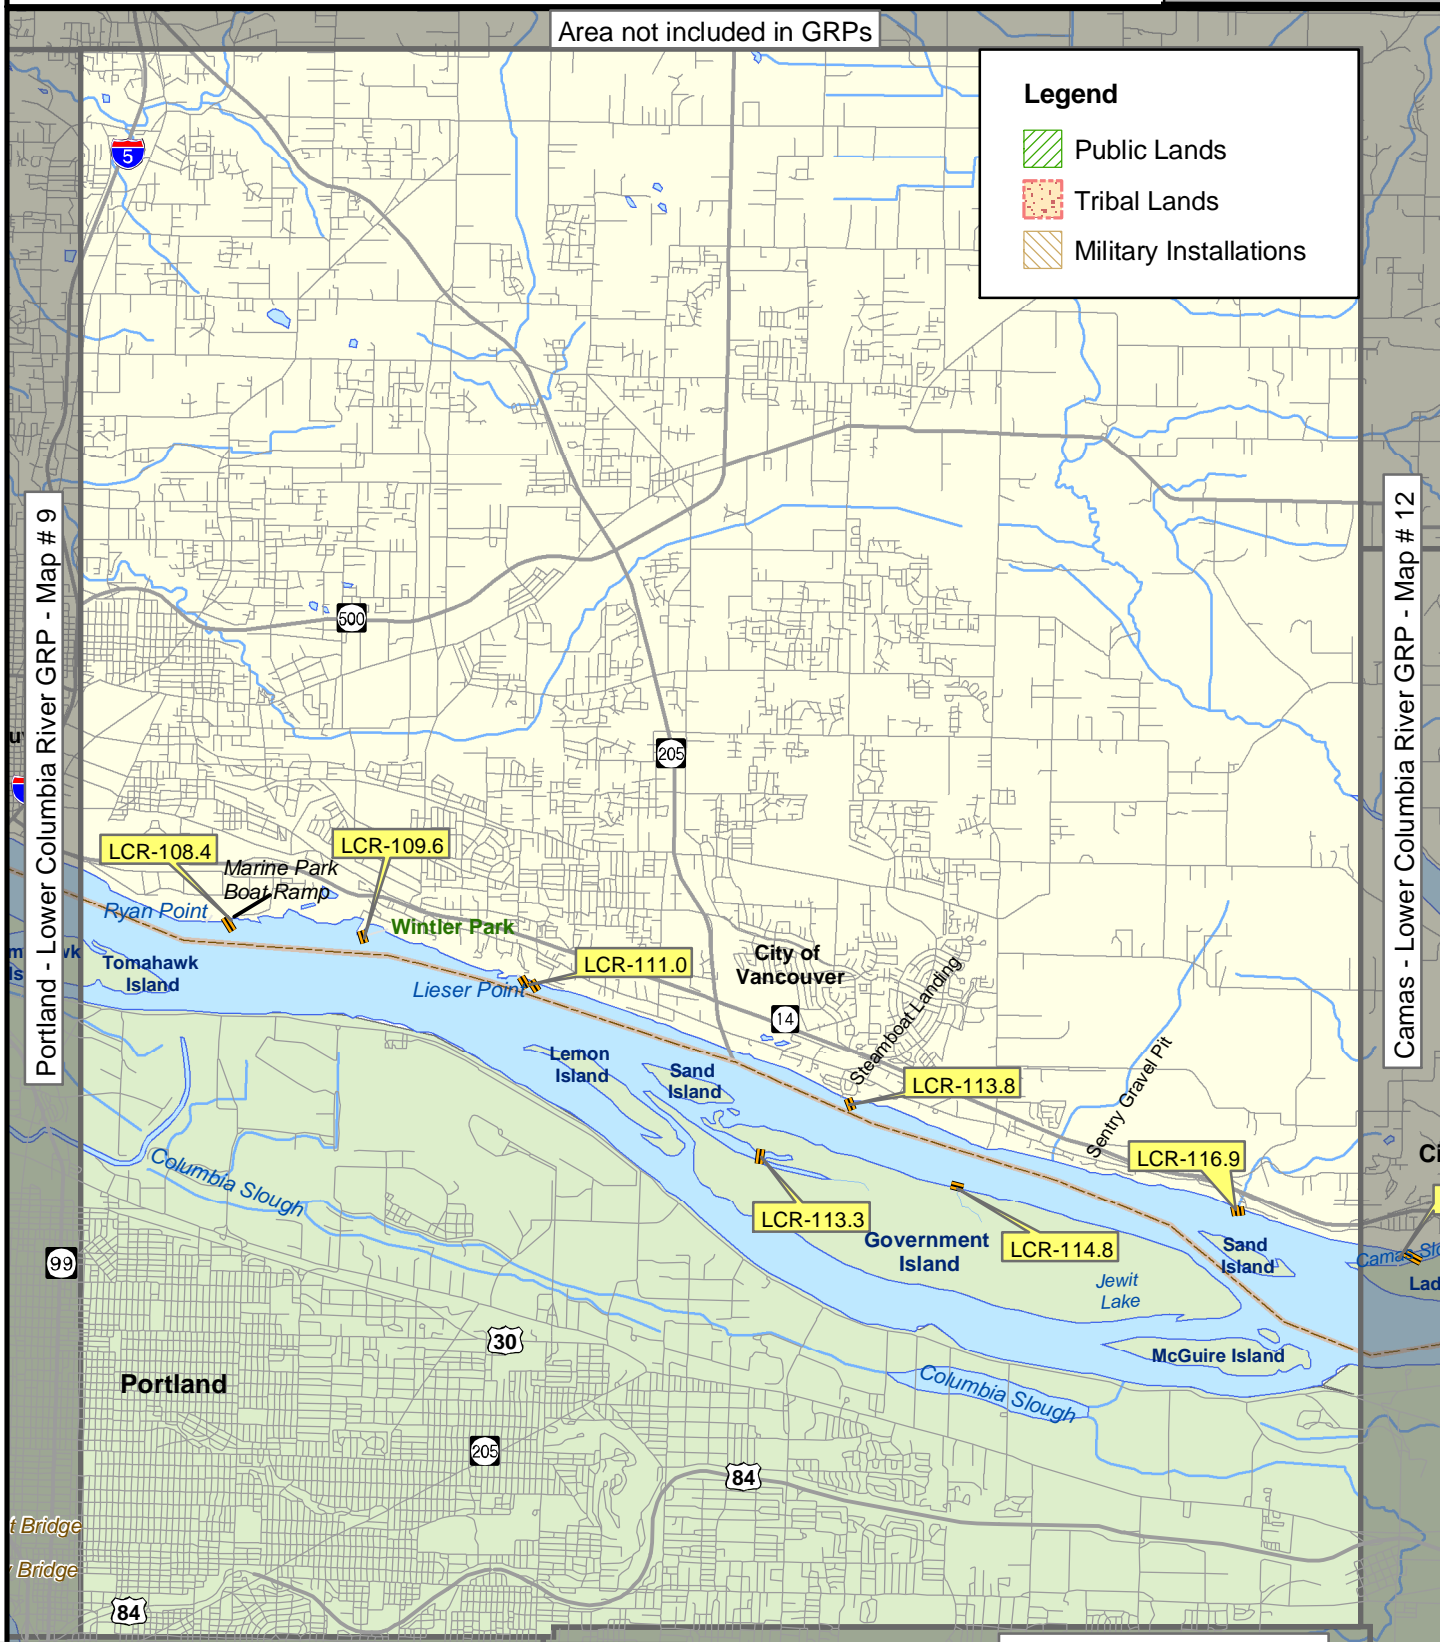 Area not included in GRPs
Legend
Public Lands
Tribal Lands
Military Installations
5
Portland - Lower Columbia River GRP - Map # 9
Camas - Lower Columbia River GRP - Map # 12
500
205
LCR-108.4
LCR-109.6
Marine Park
Boat Ramp
Ryan Point
Wintler Park
Tomahawk
Island
LCR-111.0
Lieser Point
City of
Vancouver
14
Steamboat Landing
Lemon
Island
Sand
Island
LCR-113.8
Sentry Gravel Pit
LCR-116.9
Columbia Slough
LCR-113.3
Government
Island
LCR-114.8
Sand
Island
Jewit
Lake
99
30
McGuire Island
Portland
Columbia Slough
205
84
t Bridge
Bridge
84